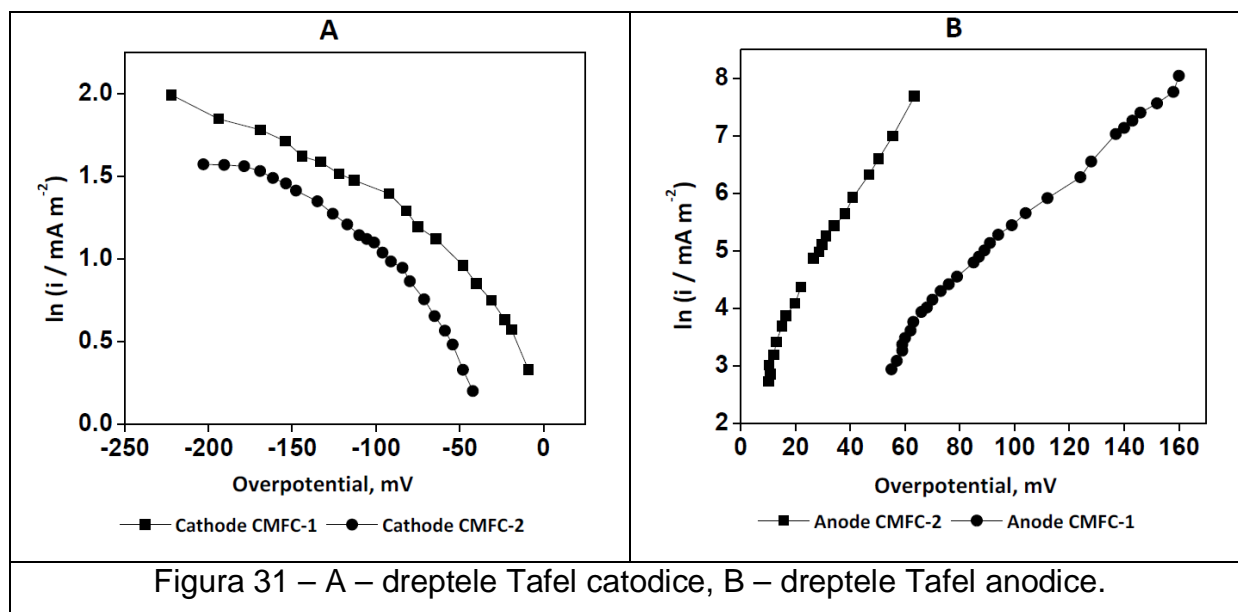 A
ln (i / mA m⁻²)
2.0
1.5
1.0
0.5
0.0
-250 -200 -150 -100 -50 0
Overpotential, mV
Cathode CMFC-1 Cathode CMFC-2
B
ln (i / mA m⁻²)
8
7
6
5
4
3
2
0 20 40 60 80 100 120 140 160
Overpotential, mV
Anode CMFC-2 Anode CMFC-1
Figura 31 – A – dreptele Tafel catodice, B – dreptele Tafel anodice.